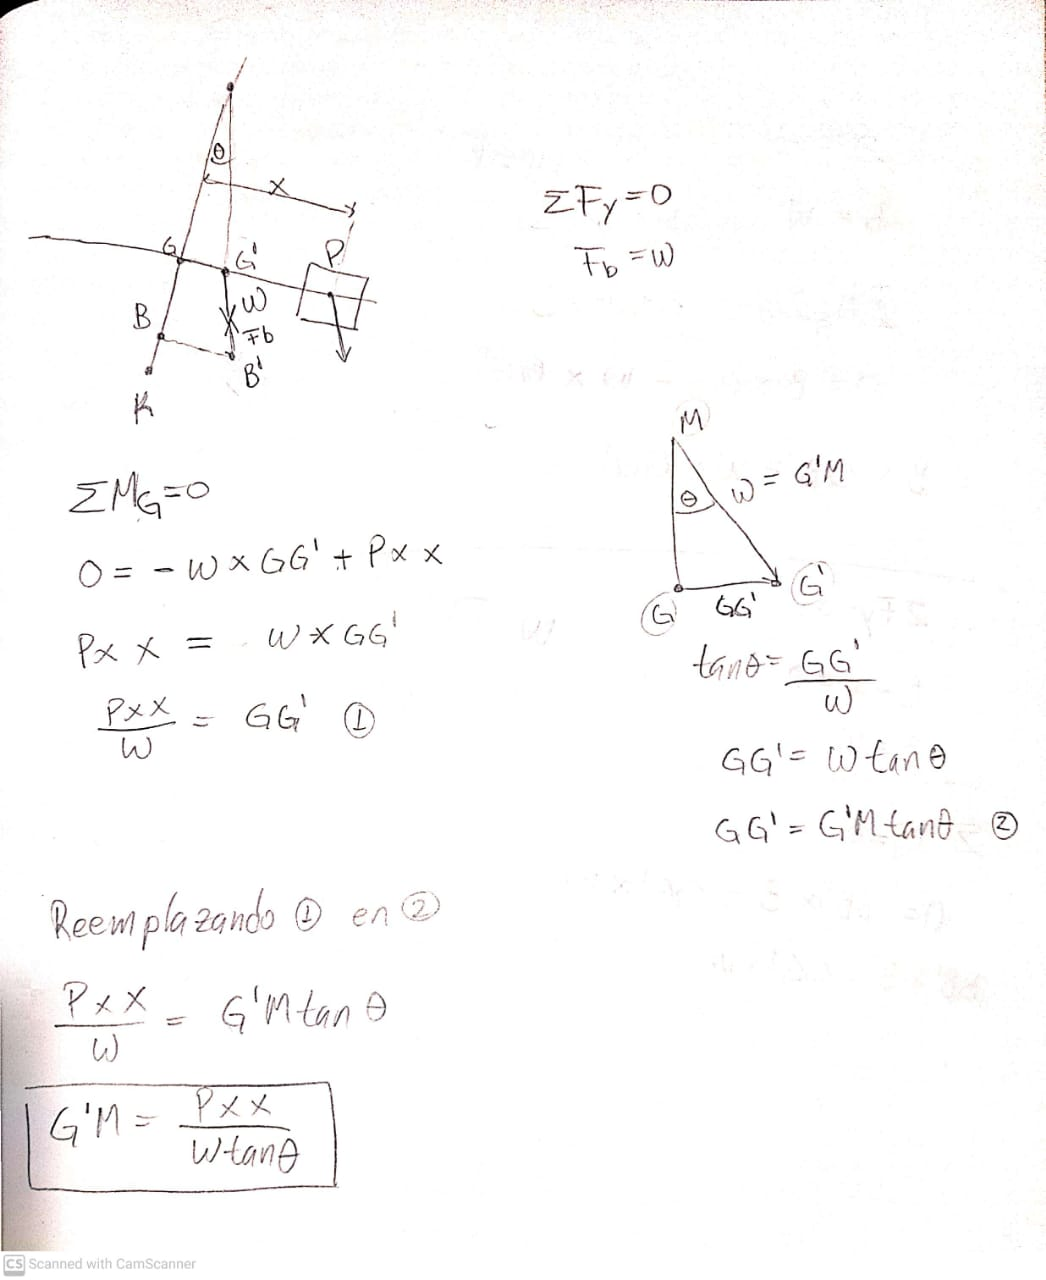 θ
x
G
G'
P
W
B
Fb
B'
K
ΣFy=0
Fb=W
ΣMG=0
0 = - W x GG' + P x x
P x x = W x GG'
P x x / W = GG' ①
M
θ
W = G'M
G
GG'
G'
tanθ = GG' / W
GG' = W tan θ
GG' = G'M tanθ ②
Reemplazando ① en ②
P x x / W = G'M tan θ
G'M = P x x / W tanθ
CS Scanned with CamScanner